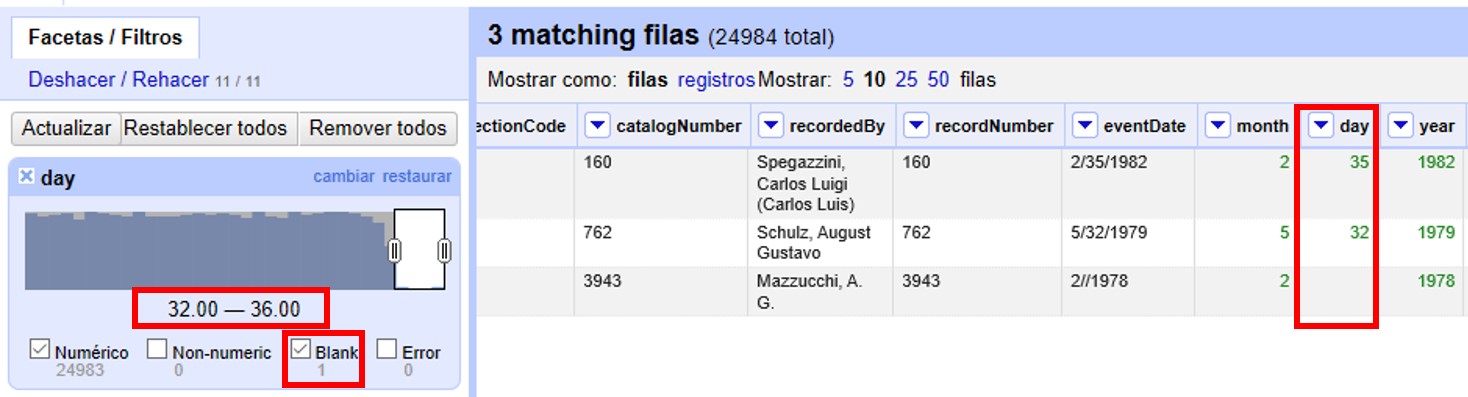 Facetas / Filtros
Deshacer / Rehacer 11 / 11
Actualizar Restablecer todos Remover todos
day cambiar restaurar
32.00 — 36.00
Numérico Non-numeric Blank Error
24983 0 1 0
3 matching filas (24984 total)
Mostrar como: filas registros Mostrar: 5 10 25 50 filas
ectionCode catalogNumber recordedBy recordNumber eventDate month day year
160 Spegazzini, 160 2/35/1982 2 35 1982
Carlos Luigi
(Carlos Luis)
762 Schulz, August 762 5/32/1979 5 32 1979
Gustavo
3943 Mazzucchi, A. 3943 2//1978 2 1978
G.